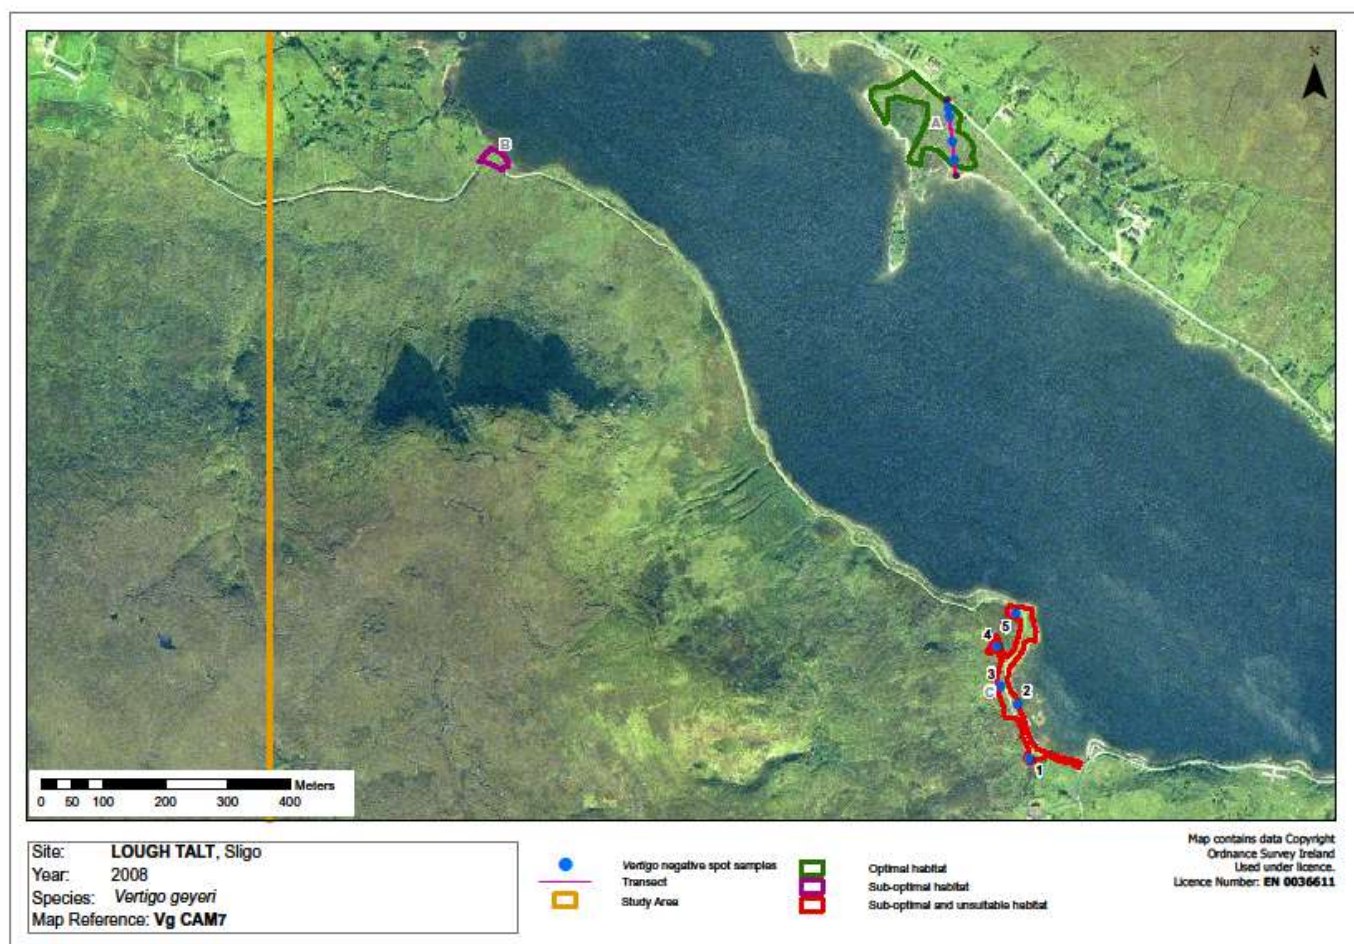 N
A
B
5
4
3
C
2
1
Meters
0 50 100 200 300 400
Site: LOUGH TALT, Sligo
Year: 2008
Species: Vertigo geyeri
Map Reference: Vg CAM7
Vertigo negative spot samples
Transect
Study Area
Optimal habitat
Sub-optimal habitat
Sub-optimal and unsuitable habitat
Map contains data Copyright
Ordnance Survey Ireland
Used under licence.
Licence Number: EN 0036611